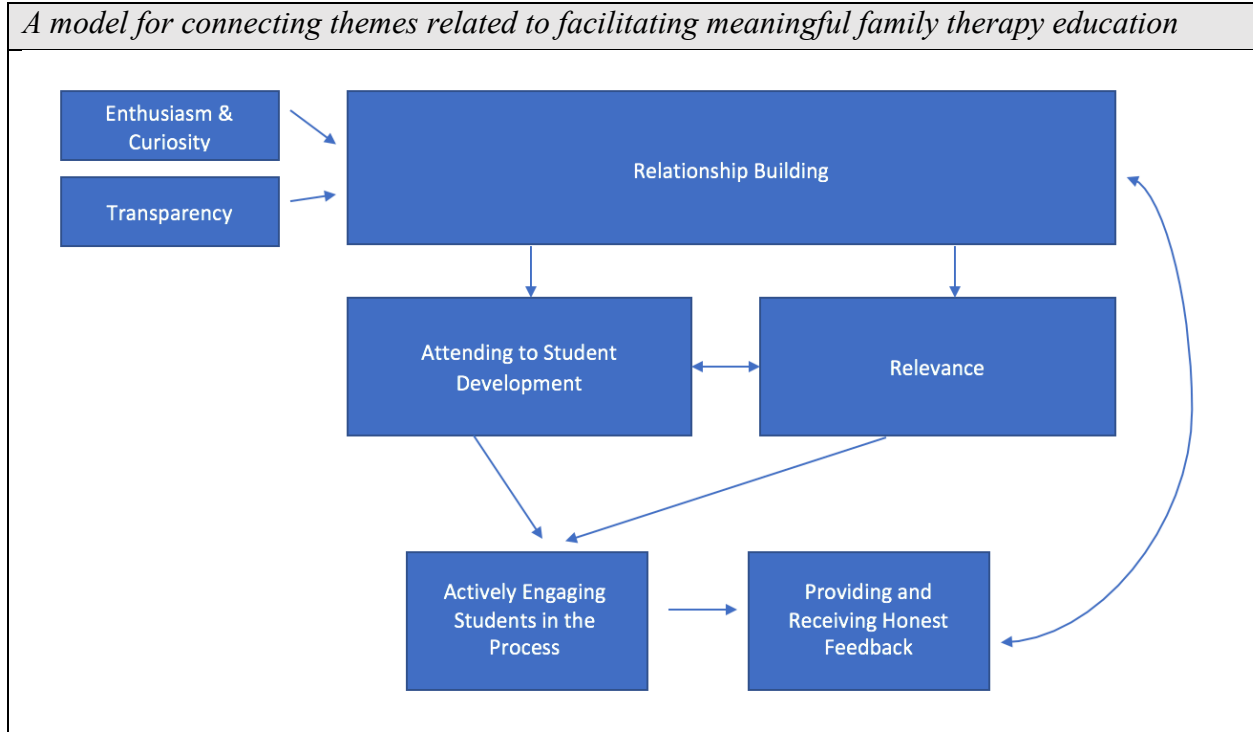 A model for connecting themes related to facilitating meaningful family therapy education
Enthusiasm &
Curiosity
Transparency
Relationship Building
Attending to Student
Development
Relevance
Actively Engaging
Students in the
Process
Providing and
Receiving Honest
Feedback